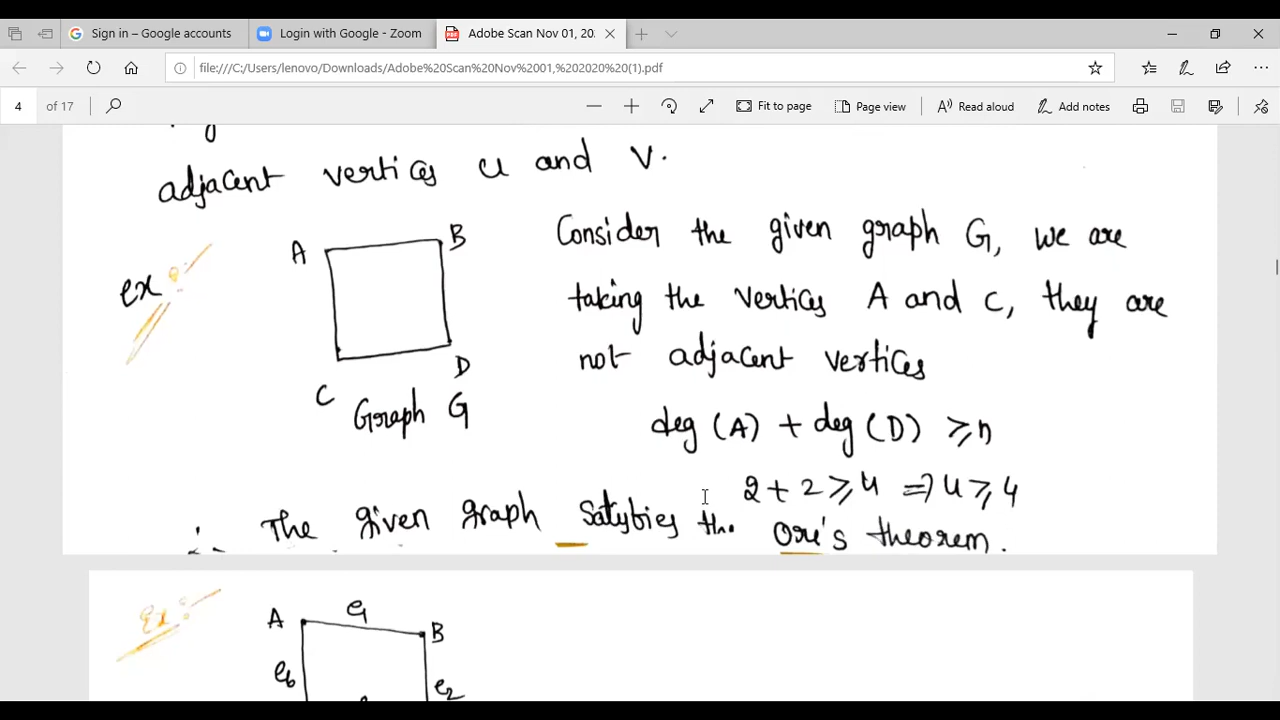 Sign in – Google accounts
Login with Google - Zoom
Adobe Scan Nov 01, 202
file:///C:/Users/lenovo/Downloads/Adobe%20Scan%20Nov%2001,%202020%20(1).pdf
4 of 17
Fit to page
Page view
Read aloud
Add notes
adjacent vertices u and v.
ex:
A
B
C
D
Graph G
Consider the given graph G, we are
taking the vertices A and C, they are
not adjacent vertices
deg (A) + deg (D) ≥ n
2 + 2 ≥ 4 ⇒ 4 ≥ 4
∴ The given graph satisfies the Ore's theorem.
Ex:
A
e1
B
e6
e2